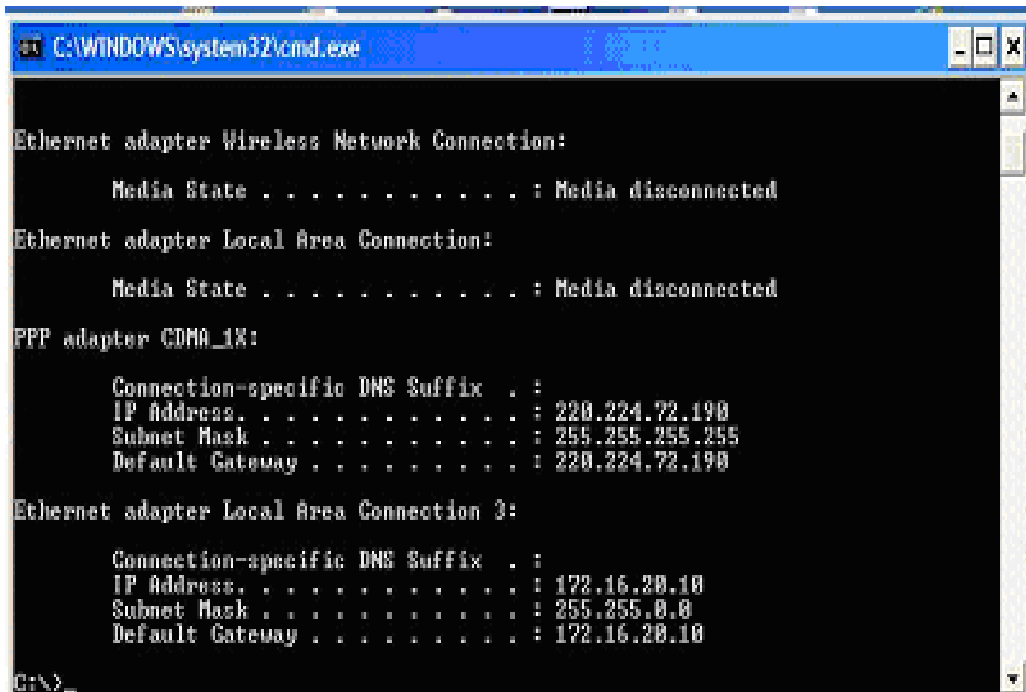 C:\WINDOWS\system32\cmd.exe
Ethernet adapter Wireless Network Connection:
Media State . . . . . . . . . . . : Media disconnected
Ethernet adapter Local Area Connection:
Media State . . . . . . . . . . . : Media disconnected
PPP adapter CDMA_1X:
Connection-specific DNS Suffix . :
IP Address. . . . . . . . . . . . : 220.224.72.190
Subnet Mask . . . . . . . . . . . : 255.255.255.255
Default Gateway . . . . . . . . . : 220.224.72.190
Ethernet adapter Local Area Connection 3:
Connection-specific DNS Suffix . :
IP Address. . . . . . . . . . . . : 172.16.20.10
Subnet Mask . . . . . . . . . . . : 255.255.0.0
Default Gateway . . . . . . . . . : 172.16.20.10
C:\>_